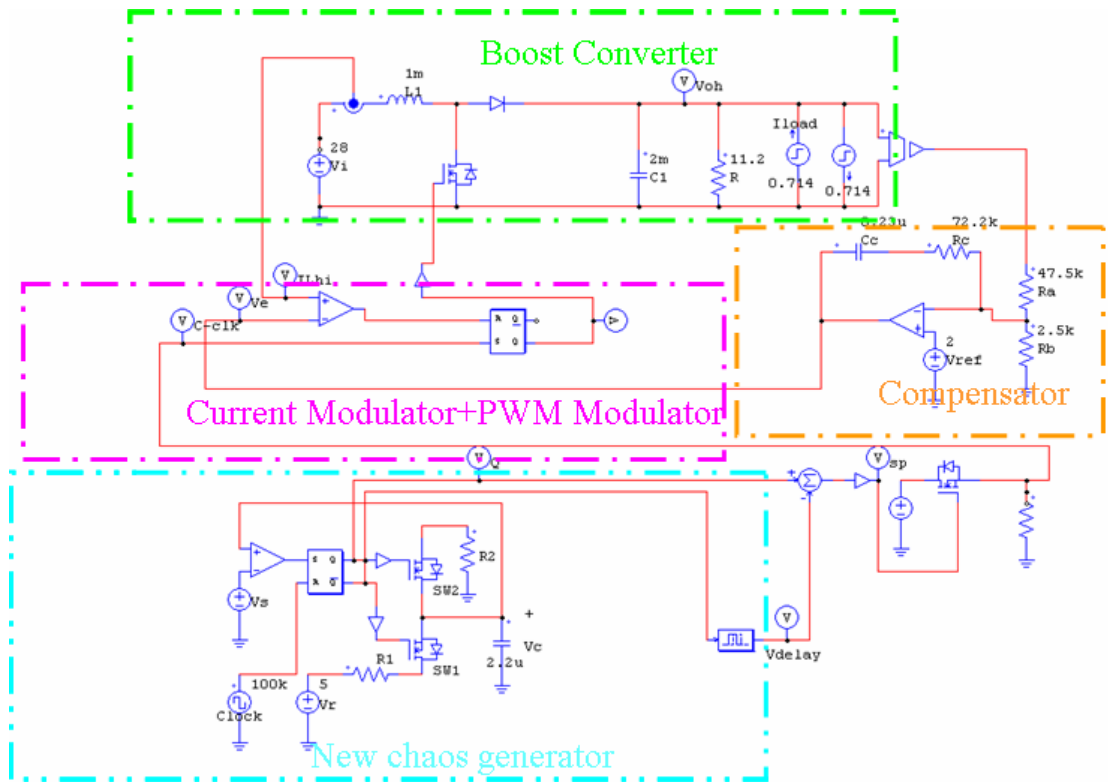 Boost Converter
1m
L1
V
Voh
28
Vi
2m
C1
11.2
R
Iload
0.714
0.714
0.23u
Cc
72.2k
Rc
47.5k
Ra
2.5k
Rb
2
Vref
Compensator
V
ILhi
V
Ve
V
C-clk
R Q
S Q
Current Modulator+PWM Modulator
V
Q
V
sp
S Q
R Q
R2
SW2
Vs
+
Vc
2.2u
SW1
R1
100k
Clock
5
Vr
V
Vdelay
New chaos generator